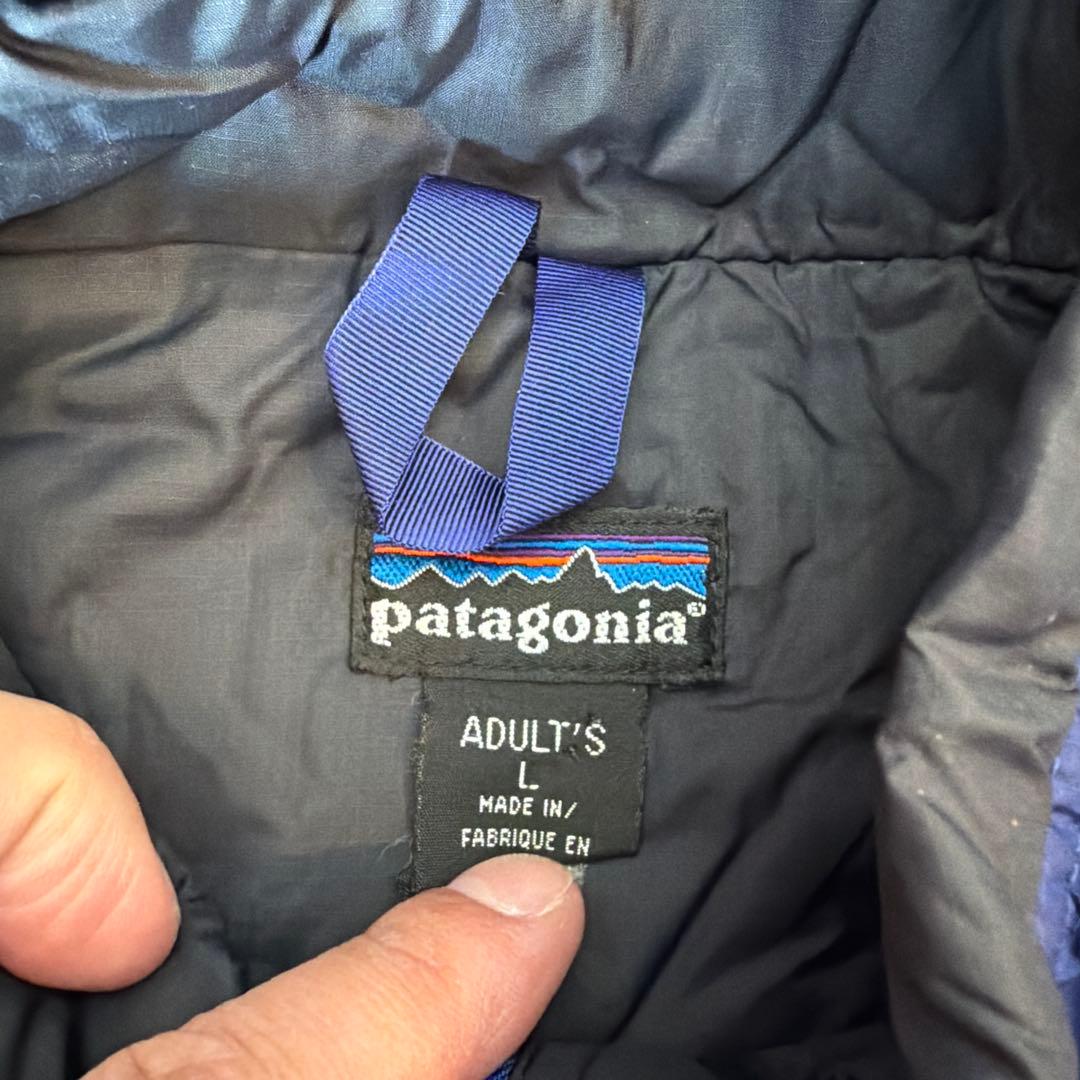 patagonia®
ADULT'S
L
MADE IN/
FABRIQUE EN